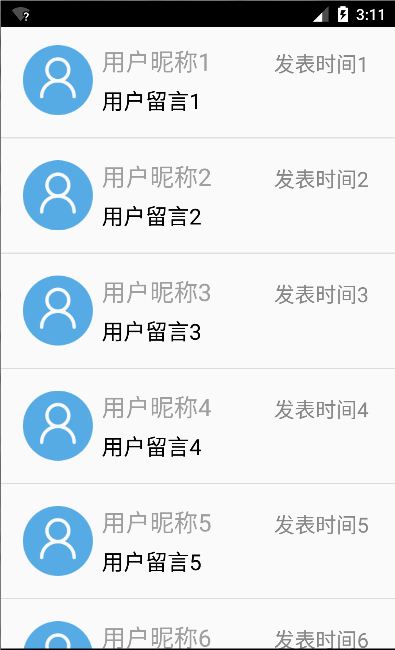 3:11
用户昵称1 发表时间1
用户留言1
用户昵称2 发表时间2
用户留言2
用户昵称3 发表时间3
用户留言3
用户昵称4 发表时间4
用户留言4
用户昵称5 发表时间5
用户留言5
用户昵称6 发表时间6